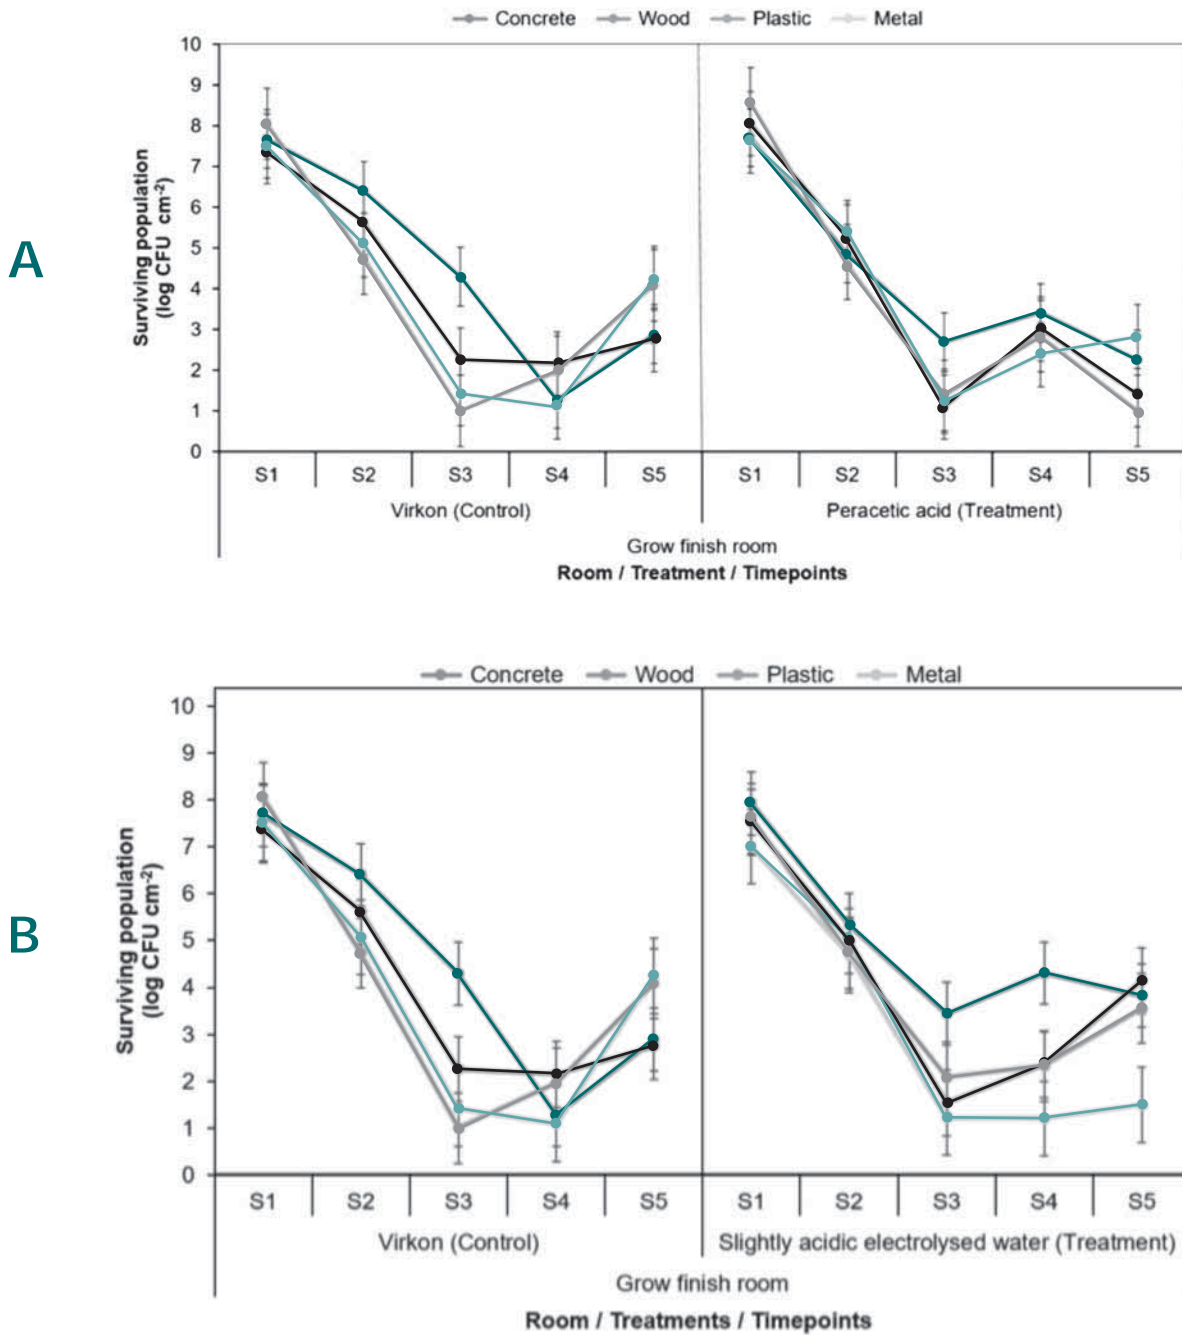 Concrete Wood Plastic Metal
A
Surviving population
(log CFU cm⁻²)
10
9
8
7
6
5
4
3
2
1
0
S1 S2 S3 S4 S5 S1 S2 S3 S4 S5
Virkon (Control) Peracetic acid (Treatment)
Grow finish room
Room / Treatment / Timepoints
Concrete Wood Plastic Metal
B
Surviving population
(log CFU cm⁻²)
10
9
8
7
6
5
4
3
2
1
0
S1 S2 S3 S4 S5 S1 S2 S3 S4 S5
Virkon (Control) Slightly acidic electrolysed water (Treatment)
Grow finish room
Room / Treatments / Timepoints